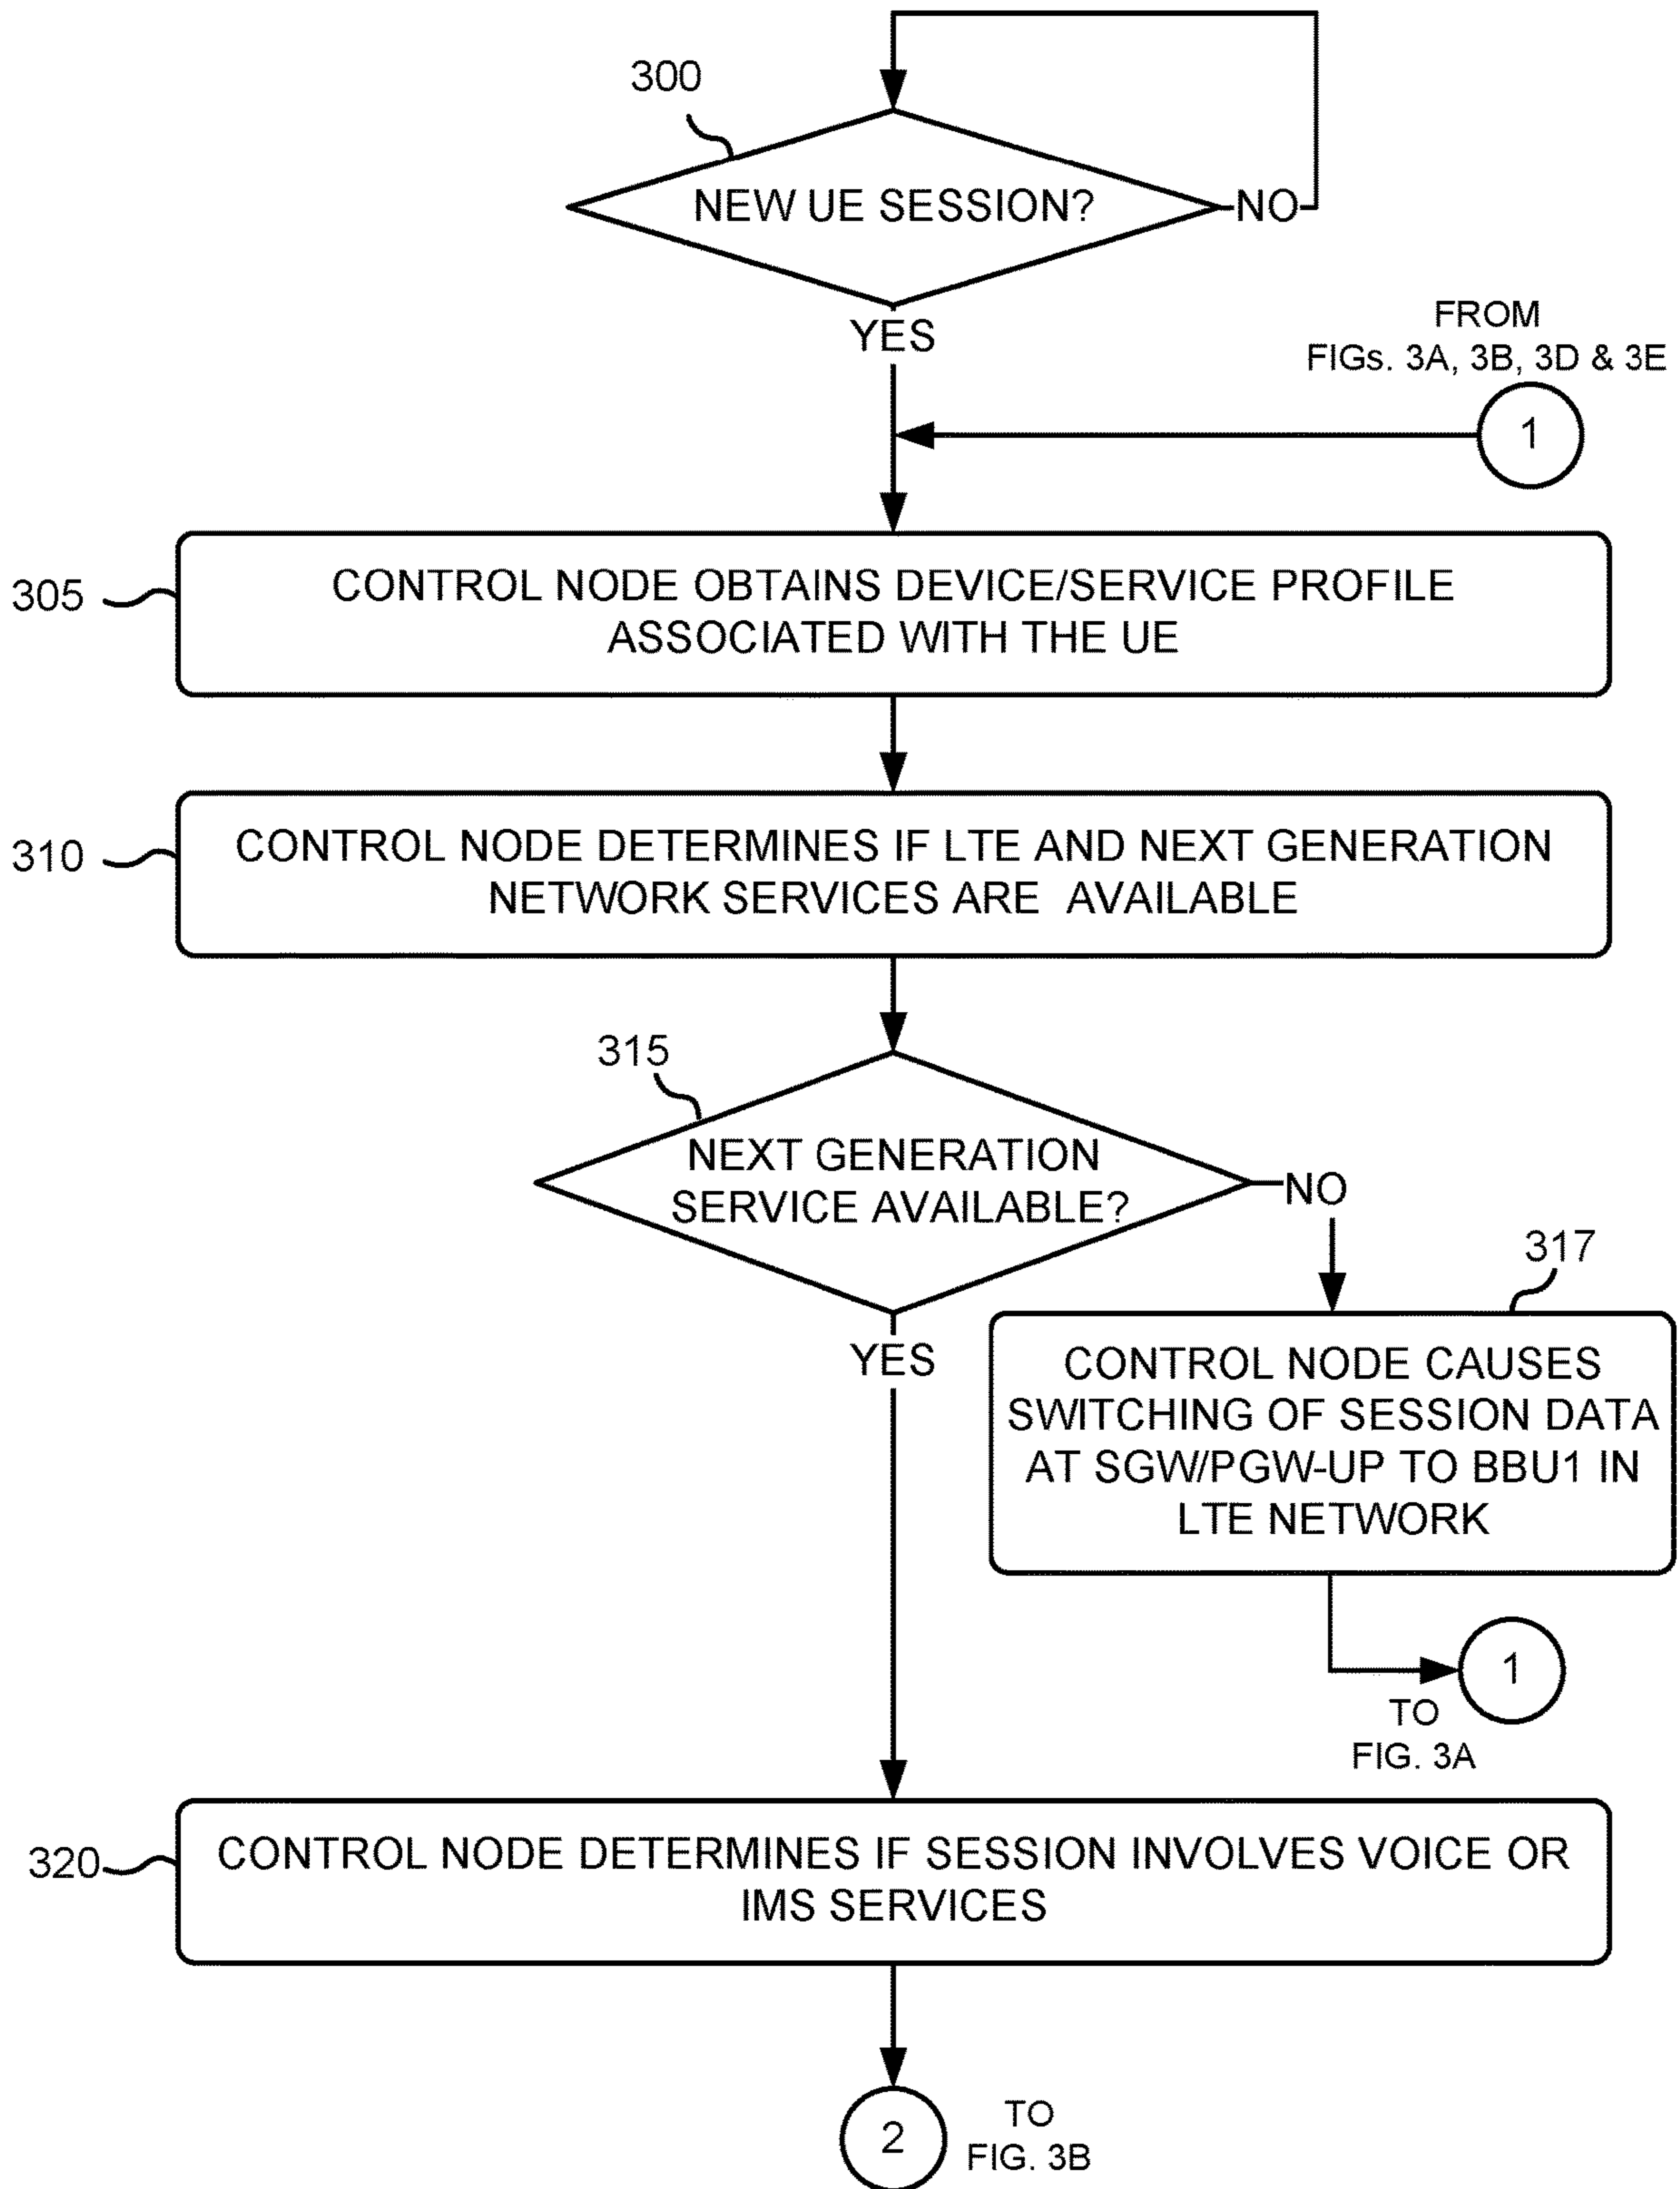 300
NEW UE SESSION?
NO
YES
FROM
FIGs. 3A, 3B, 3D & 3E
1
305
CONTROL NODE OBTAINS DEVICE/SERVICE PROFILE
ASSOCIATED WITH THE UE
310
CONTROL NODE DETERMINES IF LTE AND NEXT GENERATION
NETWORK SERVICES ARE AVAILABLE
315
NEXT GENERATION
SERVICE AVAILABLE?
NO
317
YES
CONTROL NODE CAUSES
SWITCHING OF SESSION DATA
AT SGW/PGW-UP TO BBU1 IN
LTE NETWORK
1
TO
FIG. 3A
320
CONTROL NODE DETERMINES IF SESSION INVOLVES VOICE OR
IMS SERVICES
2
TO
FIG. 3B